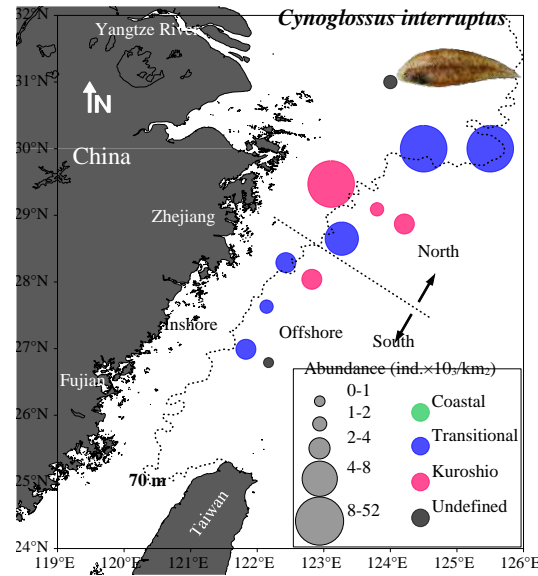 Cynoglossus interruptus
32°N
31°N
30°N
29°N
28°N
27°N
26°N
25°N
24°N
Yangtze River
N
China
Zhejiang
North
South
Inshore
Offshore
Fujian
70 m
Taiwan
Abundance (ind.×10₃/km₂)
0-1
1-2
2-4
4-8
8-52
Coastal
Transitional
Kuroshio
Undefined
119°E 120°E 121°E 122°E 123°E 124°E 125°E 126°E